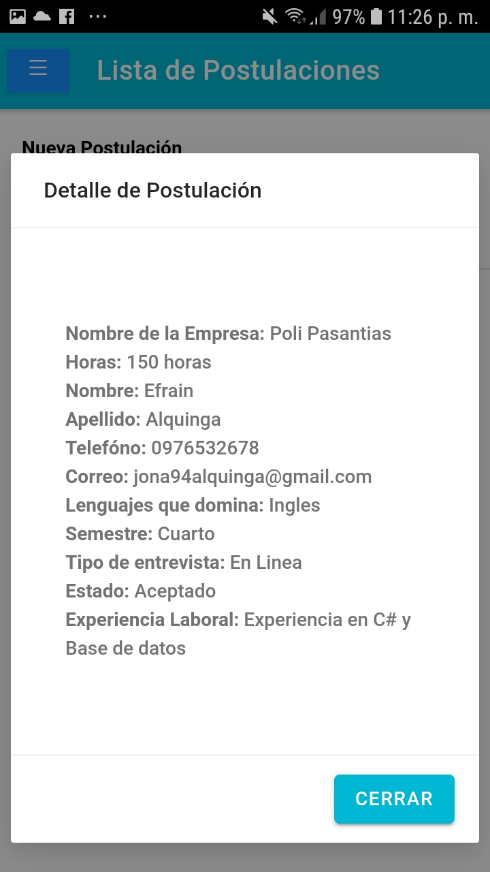 97% 11:26 p. m.
Lista de Postulaciones
Nueva Postulación
Detalle de Postulación
Nombre de la Empresa: Poli Pasantias
Horas: 150 horas
Nombre: Efrain
Apellido: Alquinga
Telefóno: 0976532678
Correo: jona94alquinga@gmail.com
Lenguajes que domina: Ingles
Semestre: Cuarto
Tipo de entrevista: En Linea
Estado: Aceptado
Experiencia Laboral: Experiencia en C# y
Base de datos
CERRAR